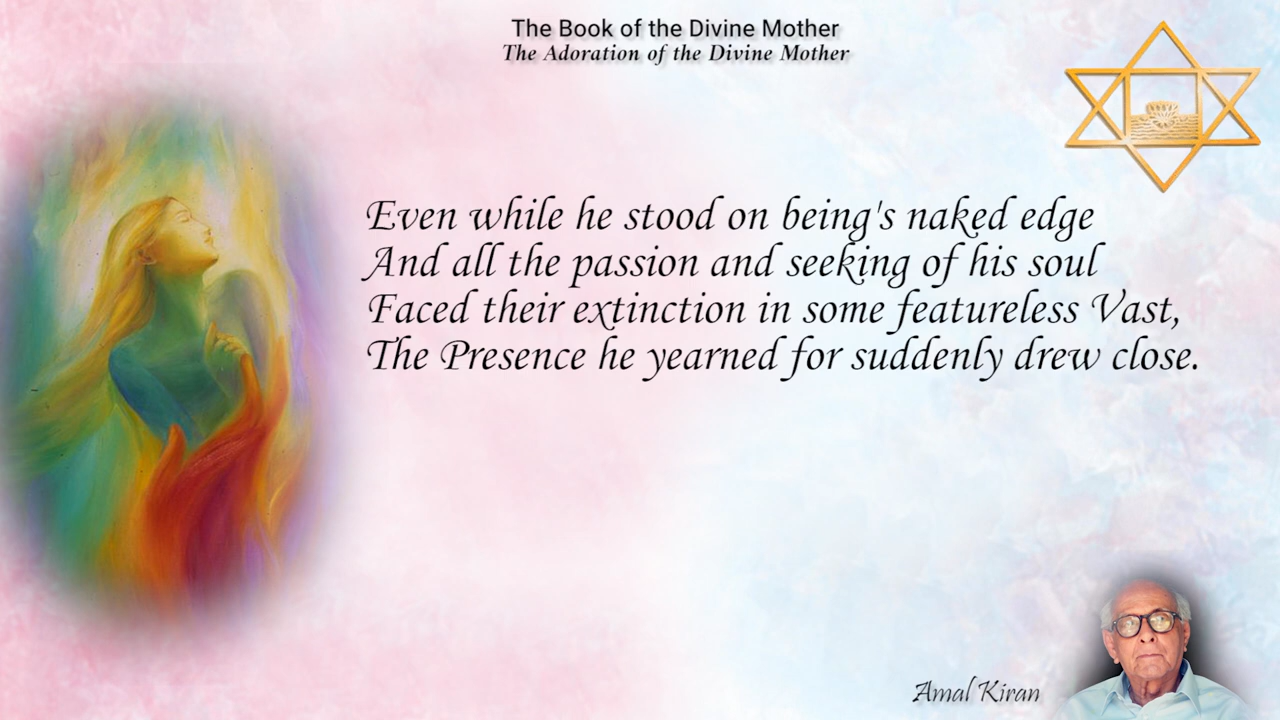 The Book of the Divine Mother
The Adoration of the Divine Mother
Even while he stood on being's naked edge
And all the passion and seeking of his soul
Faced their extinction in some featureless Vast,
The Presence he yearned for suddenly drew close.
Amal Kiran